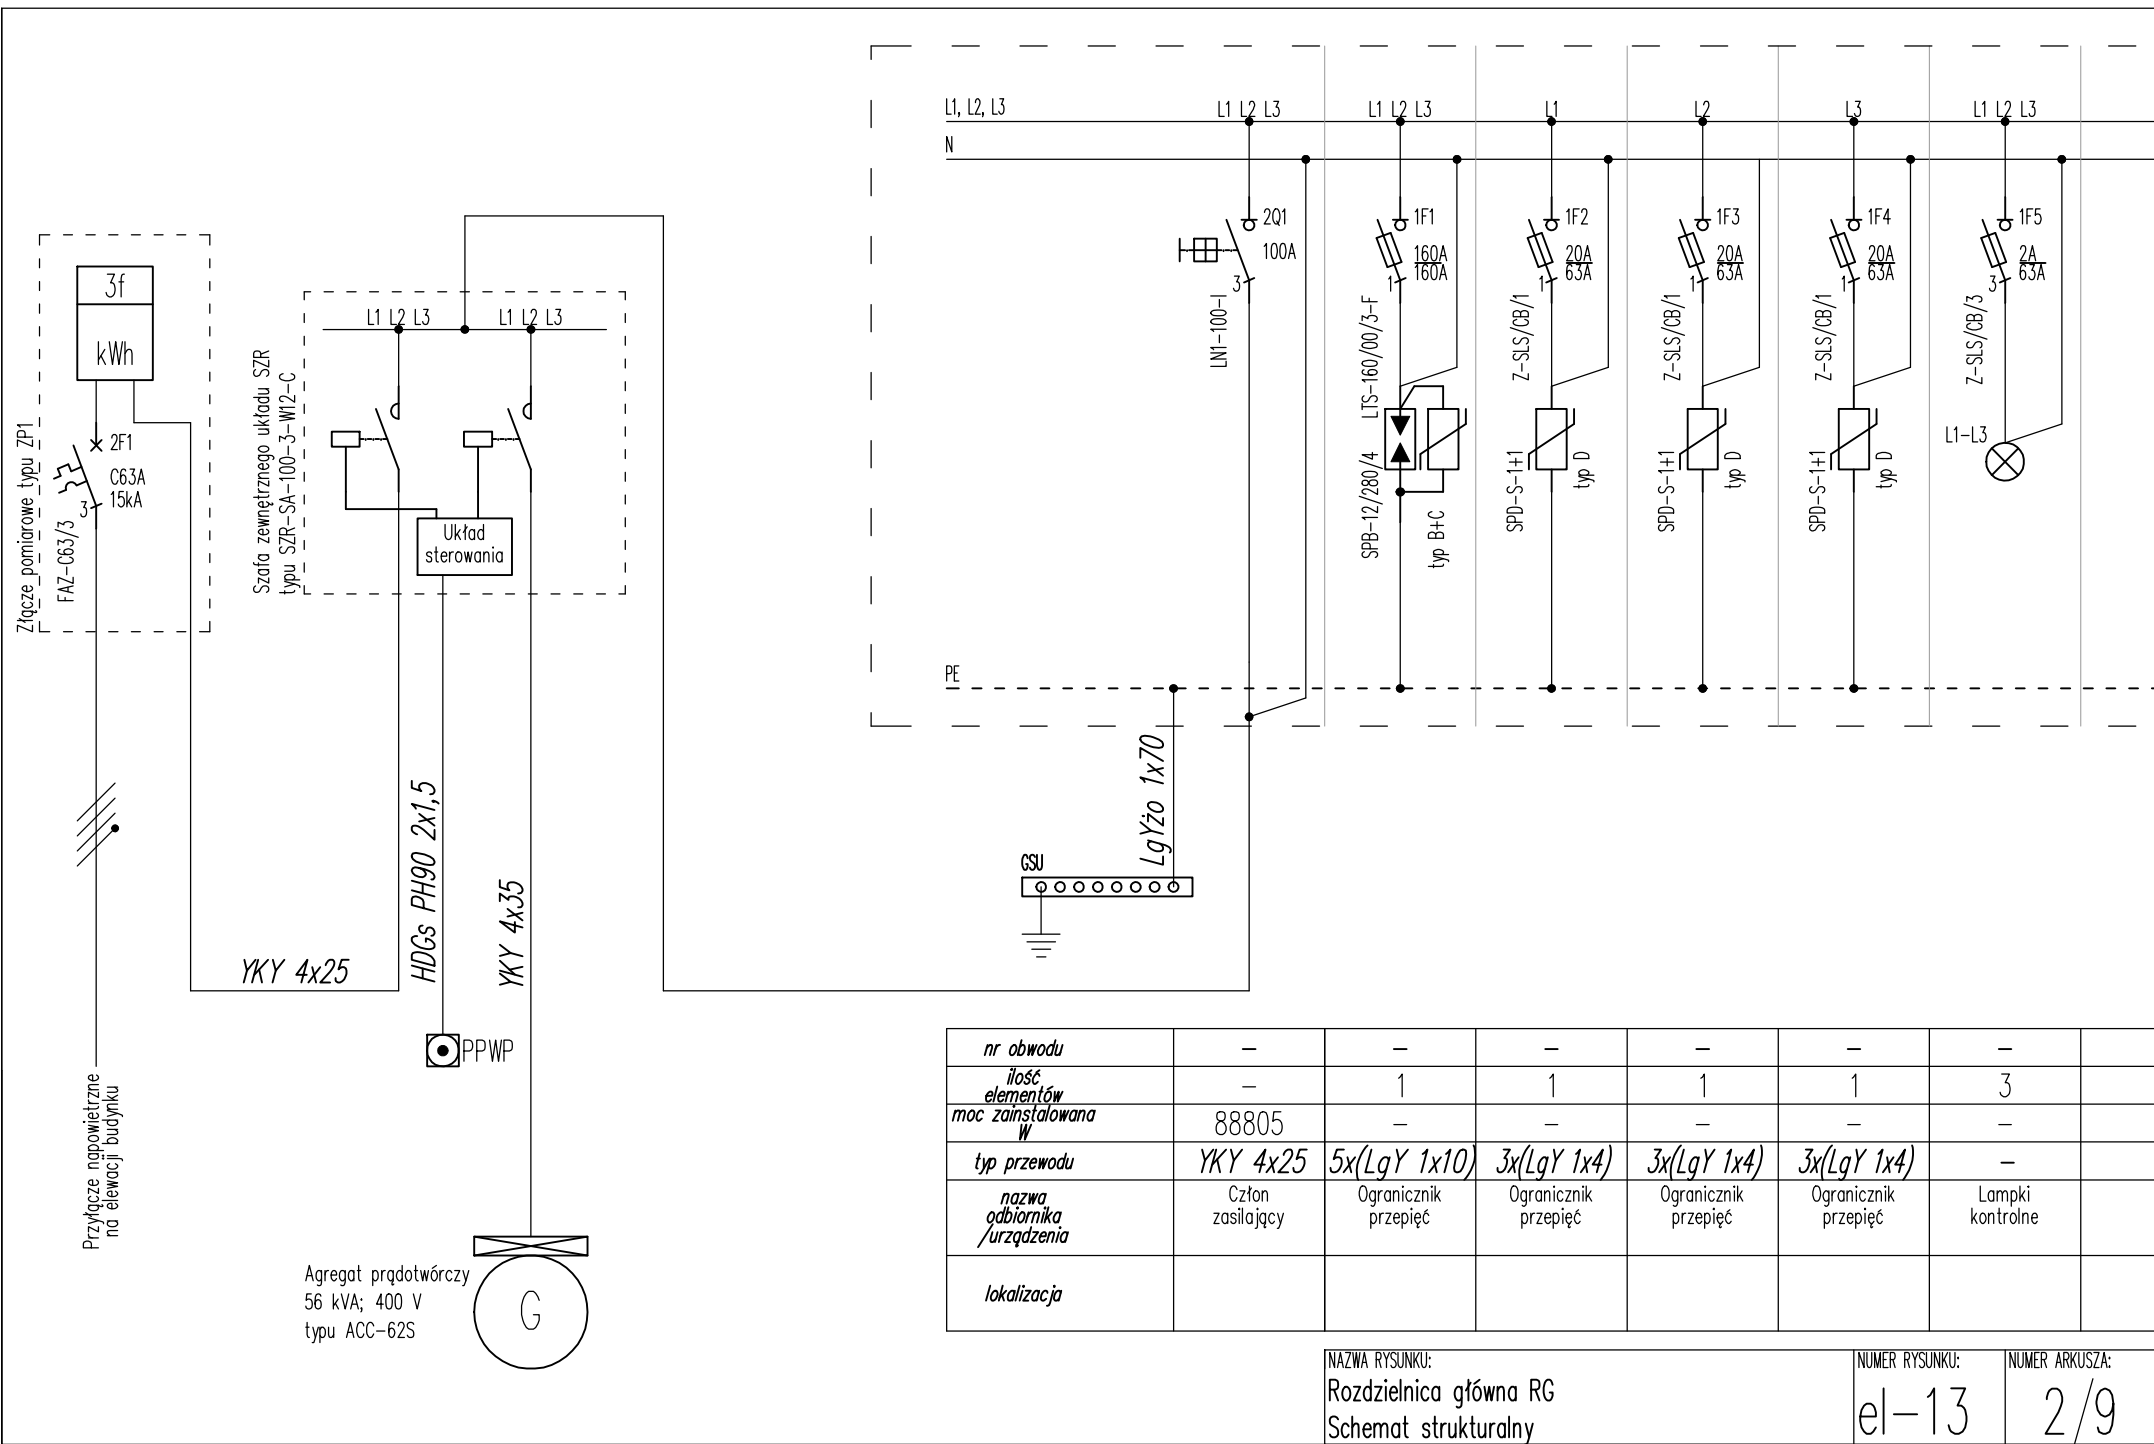 L1, L2, L3
N
L1 L2 L3
L1 L2 L3
L1
L2
L3
L1 L2 L3
2Q1
100A
3
LN1-100-I
1F1
160A
160A
1
LTS-160/00/3-F
SPB-12/280/4
typ B+C
1F2
20A
63A
1
Z-SLS/CB/1
SPD-S-1+1
typ D
1F3
20A
63A
1
Z-SLS/CB/1
SPD-S-1+1
typ D
1F4
20A
63A
1
Z-SLS/CB/1
SPD-S-1+1
typ D
1F5
2A
63A
3
Z-SLS/CB/3
L1-L3
PE
LgYżo 1x70
GSU
3f
kWh
2F1
C63A
15kA
3
FAZ-C63/3
Złącze pomiarowe typu ZP1
Szafa zewnętrznego układu SZR
typu SZR-SA-100-3-W12-C
L1 L2 L3
L1 L2 L3
Układ
sterowania
YKY 4x25
HDGs PH90 2x1,5
YKY 4x35
PPWP
Przyłącze napowietrzne
na elewacji budynku
Agregat prądotwórczy
56 kVA; 400 V
typu ACC-62S
G
nr obwodu - - - - - -
ilość
elementów - 1 1 1 1 3
moc zainstalowana
W 88805 - - - - -
typ przewodu YKY 4x25 5x(LgY 1x10) 3x(LgY 1x4) 3x(LgY 1x4) 3x(LgY 1x4) -
nazwa
odbiornika
/urządzenia
Człon
zasilający
Ogranicznik
przepięć
Ogranicznik
przepięć
Ogranicznik
przepięć
Ogranicznik
przepięć
Lampki
kontrolne
lokalizacja
NAZWA RYSUNKU:
Rozdzielnica główna RG
Schemat strukturalny
NUMER RYSUNKU:
el-13
NUMER ARKUSZA:
2/9